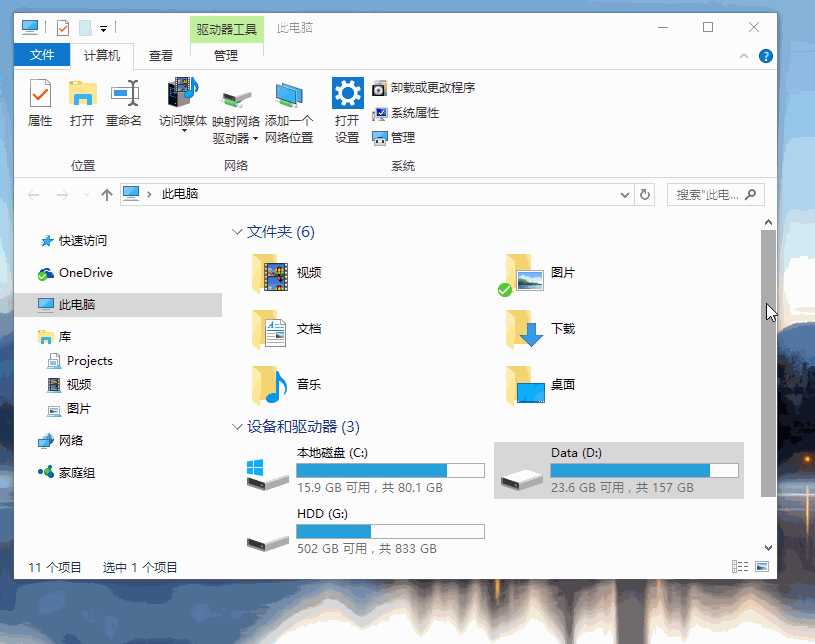 驱动器工具 此电脑
文件 计算机 查看 管理
属性 打开 重命名 访问媒体 映射网络驱动器 添加一个网络位置 打开设置
卸载或更改程序
系统属性
管理
位置 网络 系统
此电脑 搜索"此电...
快速访问
OneDrive
此电脑
库
Projects
视频
图片
网络
家庭组
文件夹 (6)
视频 图片
文档 下载
音乐 桌面
设备和驱动器 (3)
本地磁盘 (C:)
15.9 GB 可用，共 80.1 GB
Data (D:)
23.6 GB 可用，共 157 GB
HDD (G:)
502 GB 可用，共 833 GB
11 个项目 选中 1 个项目